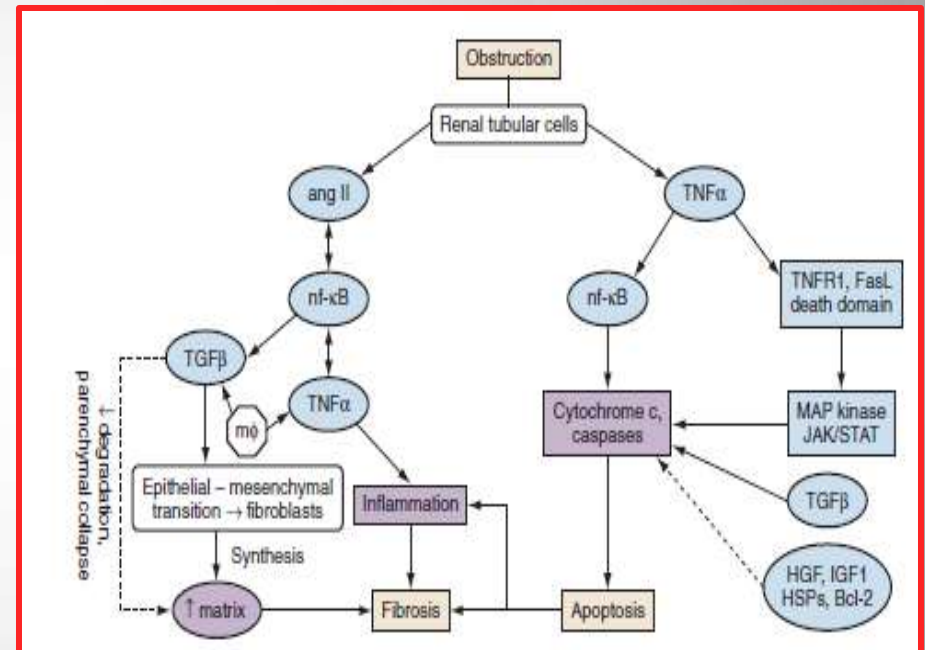 Obstruction
Renal tubular cells
ang II
TNFα
nf-κB
nf-κB
TNFR1, FasL
death domain
TGFβ
TNFα
mϕ
Cytochrome c,
caspases
MAP kinase
JAK/STAT
↓ degradation,
parenchymal collapse
Epithelial – mesenchymal
transition → fibroblasts
Inflammation
TGFβ
Synthesis
HGF, IGF1
HSPs, Bcl-2
↑ matrix
Fibrosis
Apoptosis